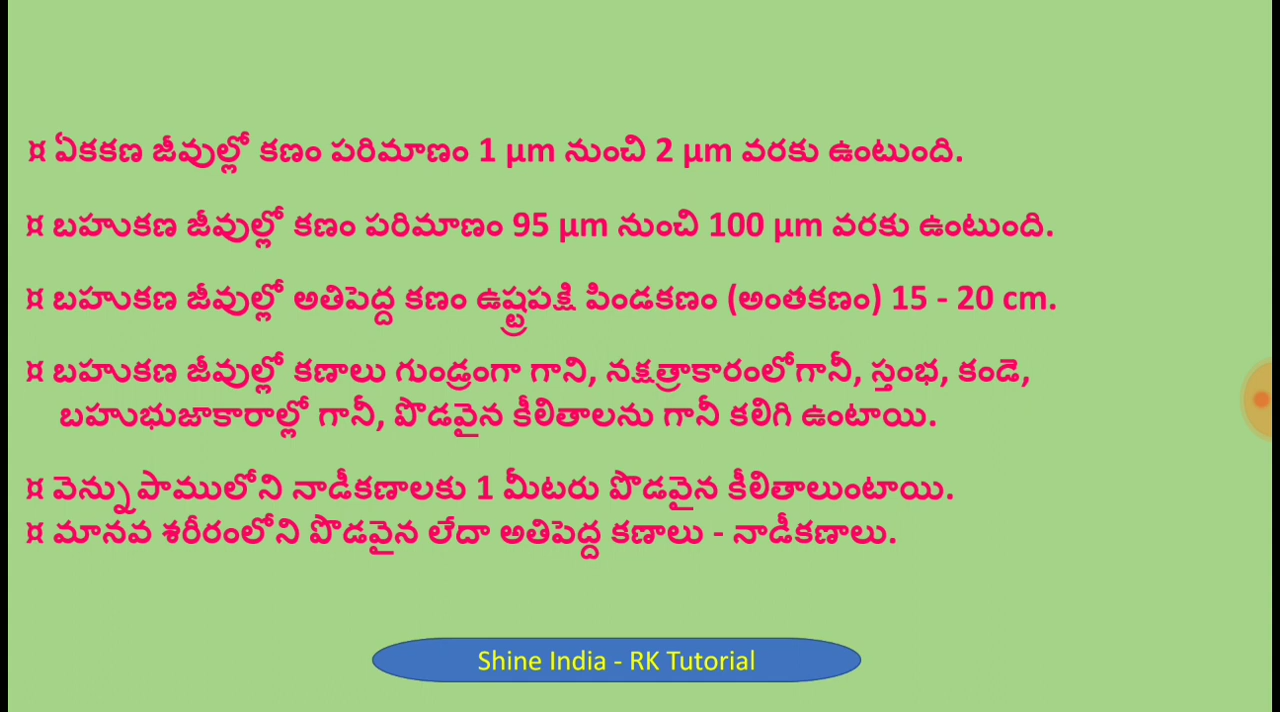 ¤ ఏకకణ జీవుల్లో కణం పరిమాణం 1 µm నుంచి 2 µm వరకు ఉంటుంది.
¤ బహుకణ జీవుల్లో కణం పరిమాణం 95 µm నుంచి 100 µm వరకు ఉంటుంది.
¤ బహుకణ జీవుల్లో అతిపెద్ద కణం ఉష్ట్రపక్షి పిండకణం (అంతకణం) 15 - 20 cm.
¤ బహుకణ జీవుల్లో కణాలు గుండ్రంగా గాని, నక్షత్రాకారంలోగానీ, స్తంభ, కండె,
బహుభుజాకారాల్లో గానీ, పొడవైన కీలితాలను గానీ కలిగి ఉంటాయి.
¤ వెన్నుపాములోని నాడీకణాలకు 1 మీటరు పొడవైన కీలితాలుంటాయి.
¤ మానవ శరీరంలోని పొడవైన లేదా అతిపెద్ద కణాలు - నాడీకణాలు.
Shine India - RK Tutorial